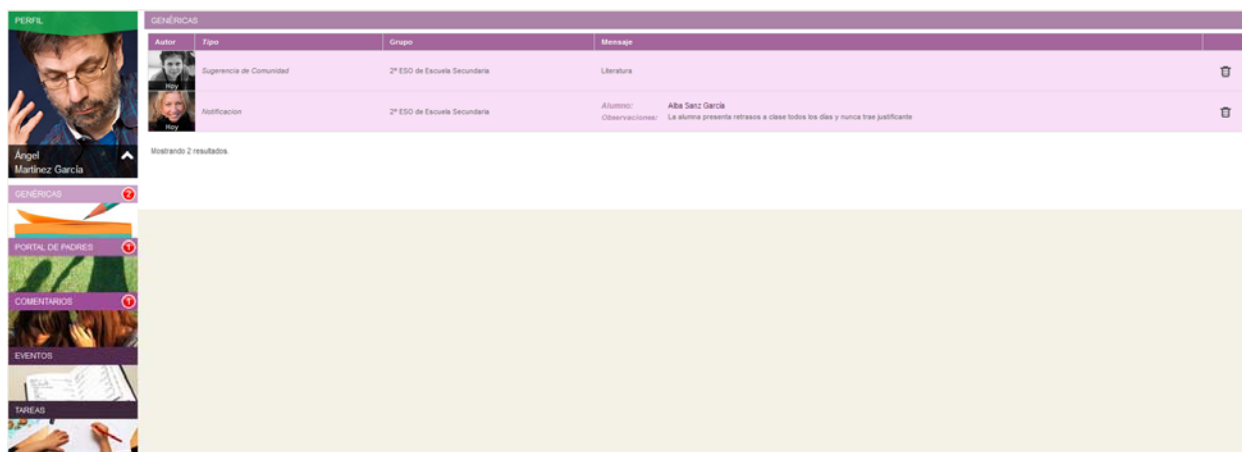 PERFIL
GENÉRICAS
Autor Tipo Grupo Mensaje
Sugerencia de Comunidad 2º ESO de Escuela Secundaria Literatura
Hoy
Notificacion 2º ESO de Escuela Secundaria Alumno: Alba Sanz García
Observaciones: La alumna presenta retrasos a clase todos los días y nunca trae justificante
Hoy
Mostrando 2 resultados.
Ángel
Martínez García
GENÉRICAS 2
PORTAL DE PADRES 1
COMENTARIOS 1
EVENTOS
TAREAS